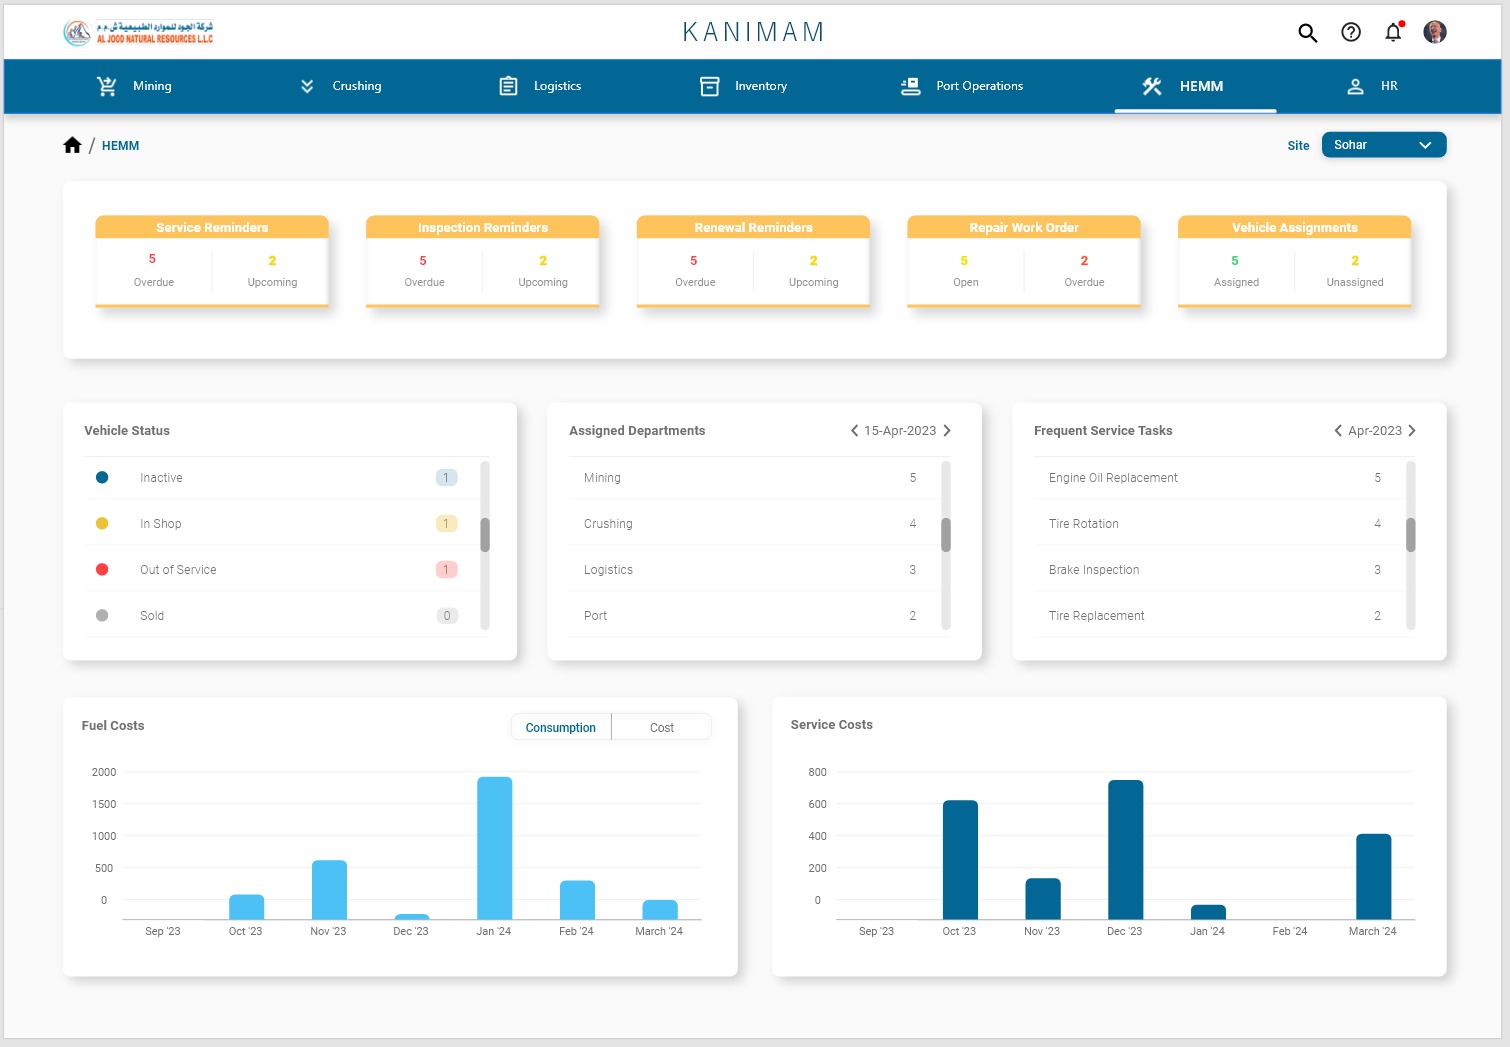 شركة الجود للموارد الطبيعية ش.م.م
AL JOOD NATURAL RESOURCES L.L.C
KANIMAM
Mining
Crushing
Logistics
Inventory
Port Operations
HEMM
HR
/ HEMM
Site
Sohar
Service Reminders
5
Overdue
2
Upcoming
Inspection Reminders
5
Overdue
2
Upcoming
Renewal Reminders
5
Overdue
2
Upcoming
Repair Work Order
5
Open
2
Overdue
Vehicle Assignments
5
Assigned
2
Unassigned
Vehicle Status
Inactive 1
In Shop 1
Out of Service 1
Sold 0
Assigned Departments
15-Apr-2023
Mining 5
Crushing 4
Logistics 3
Port 2
Frequent Service Tasks
Apr-2023
Engine Oil Replacement 5
Tire Rotation 4
Brake Inspection 3
Tire Replacement 2
Fuel Costs
Consumption
Cost
2000
1500
1000
500
0
Sep '23 Oct '23 Nov '23 Dec '23 Jan '24 Feb '24 March '24
Service Costs
800
600
400
200
0
Sep '23 Oct '23 Nov '23 Dec '23 Jan '24 Feb '24 March '24